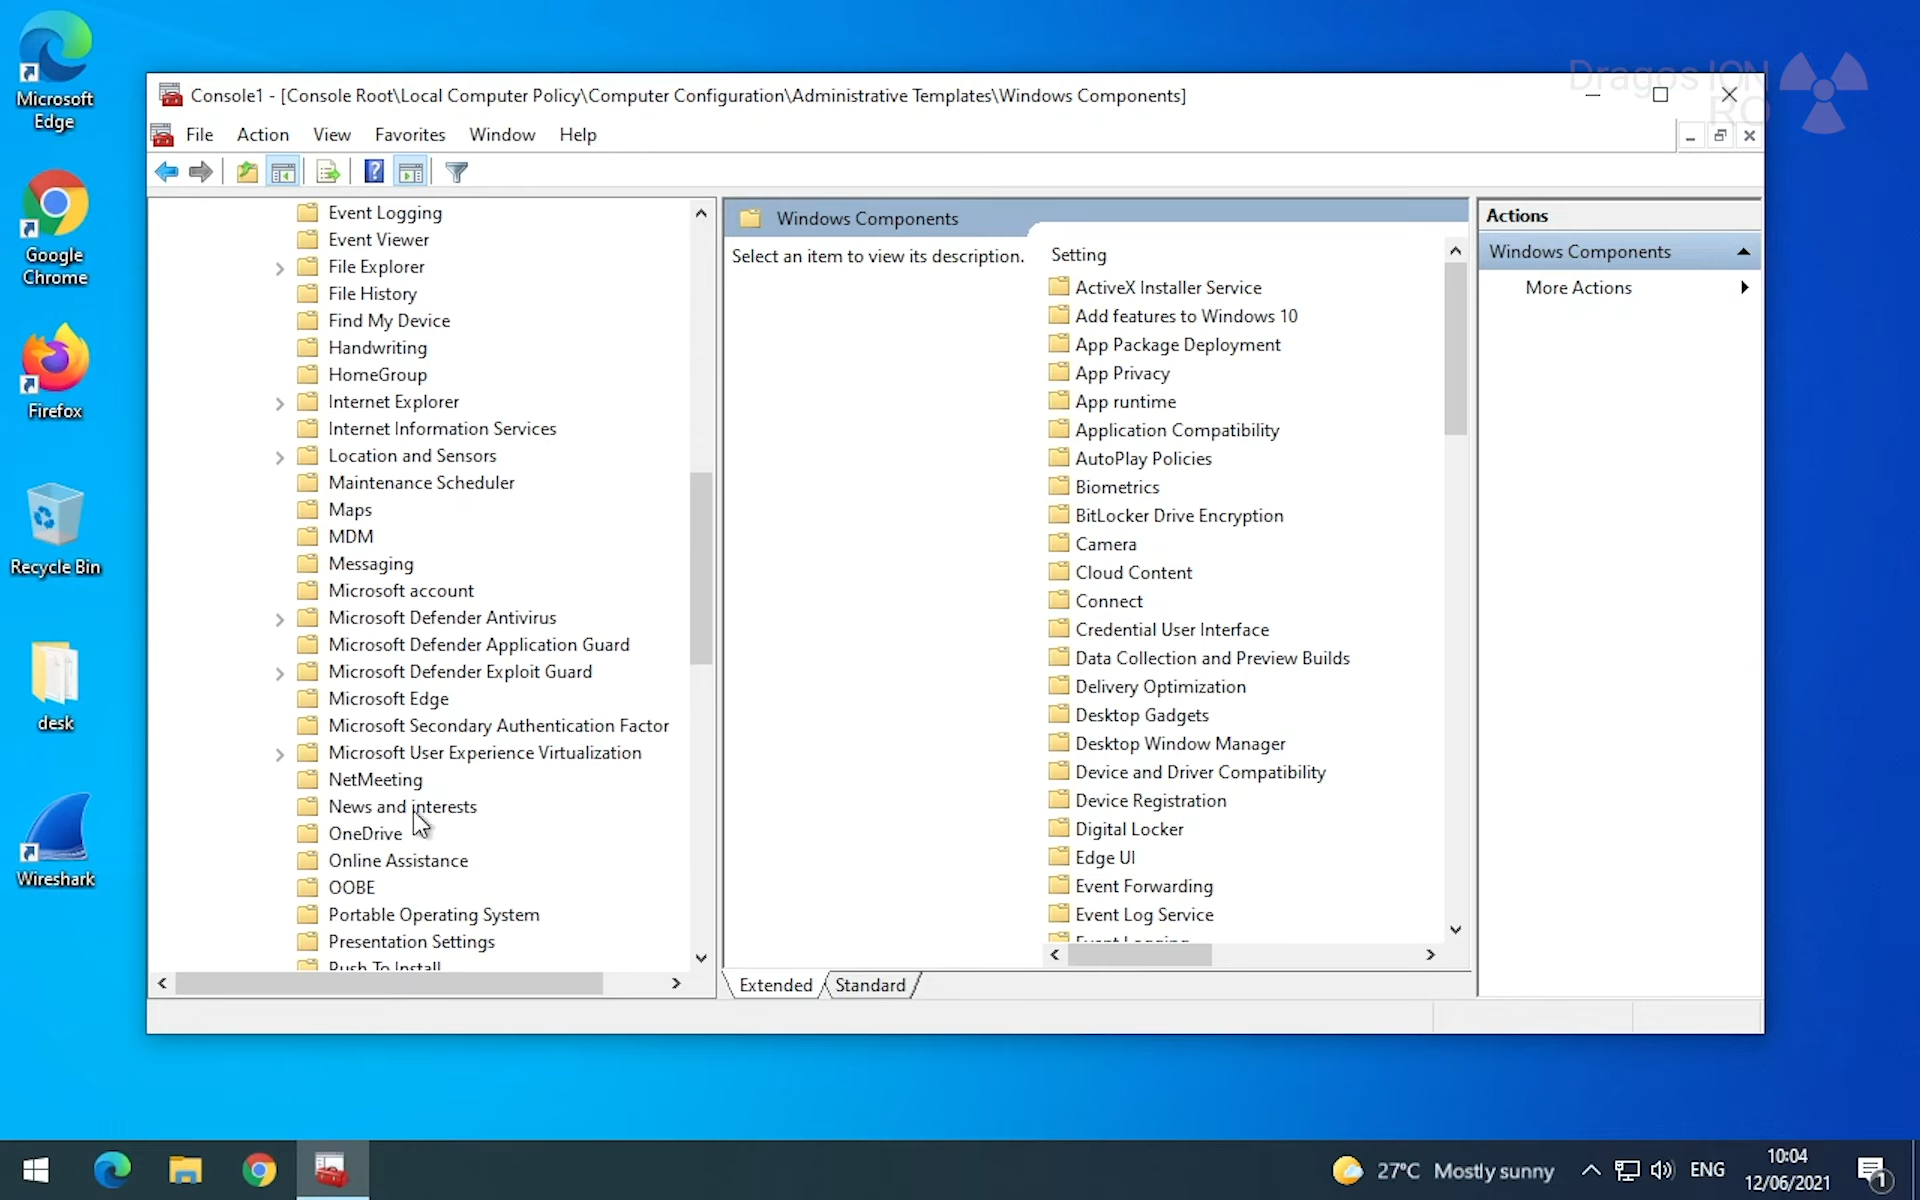 Dragos ION
RO
Microsoft
Edge
Google
Chrome
Firefox
Recycle Bin
desk
Wireshark
Console1 - [Console Root\Local Computer Policy\Computer Configuration\Administrative Templates\Windows Components]
File Action View Favorites Window Help
Event Logging
Event Viewer
File Explorer
File History
Find My Device
Handwriting
HomeGroup
Internet Explorer
Internet Information Services
Location and Sensors
Maintenance Scheduler
Maps
MDM
Messaging
Microsoft account
Microsoft Defender Antivirus
Microsoft Defender Application Guard
Microsoft Defender Exploit Guard
Microsoft Edge
Microsoft Secondary Authentication Factor
Microsoft User Experience Virtualization
NetMeeting
News and interests
OneDrive
Online Assistance
OOBE
Portable Operating System
Presentation Settings
Push To Install
Windows Components
Select an item to view its description.
Setting
ActiveX Installer Service
Add features to Windows 10
App Package Deployment
App Privacy
App runtime
Application Compatibility
AutoPlay Policies
Biometrics
BitLocker Drive Encryption
Camera
Cloud Content
Connect
Credential User Interface
Data Collection and Preview Builds
Delivery Optimization
Desktop Gadgets
Desktop Window Manager
Device and Driver Compatibility
Device Registration
Digital Locker
Edge UI
Event Forwarding
Event Log Service
Event Logging
Extended Standard
Actions
Windows Components
More Actions
27°C Mostly sunny
ENG
10:04
12/06/2021
1